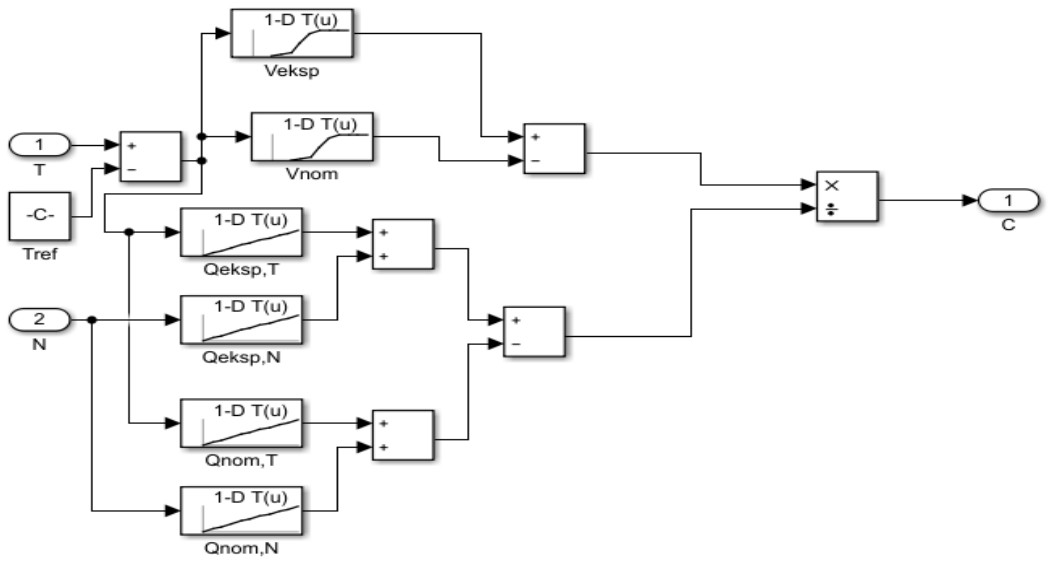 1-D T(u)
Veksp
1-D T(u)
Vnom
1
+
−
T
-C-
Tref
+
−
×
÷
1
C
1-D T(u)
Qeksp,T
+
+
2
N
1-D T(u)
Qeksp,N
+
−
1-D T(u)
Qnom,T
+
+
1-D T(u)
Qnom,N